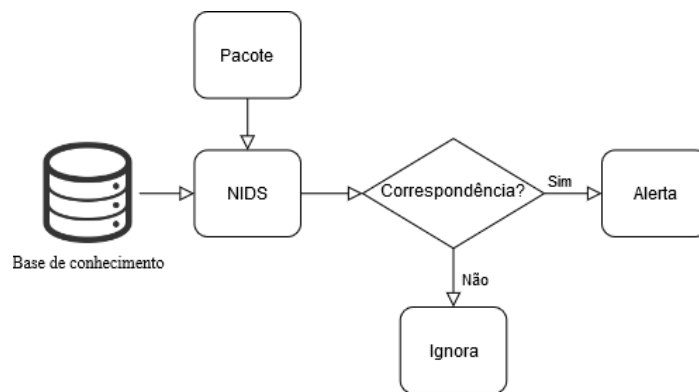 Pacote
NIDS
Correspondência?
Sim
Alerta
Base de conhecimento
Não
Ignora